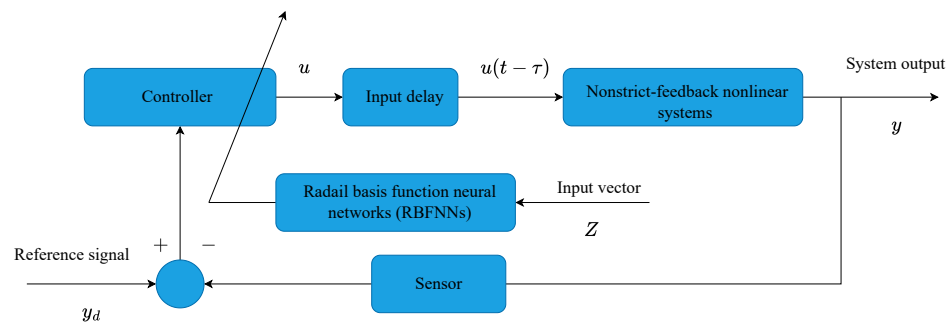 System output
u
u(t − τ)
Controller
Input delay
Nonstrict-feedback nonlinear
systems
y
Radail basis function neural
networks (RBFNNs)
Input vector
Z
+
−
Reference signal
Sensor
y_d